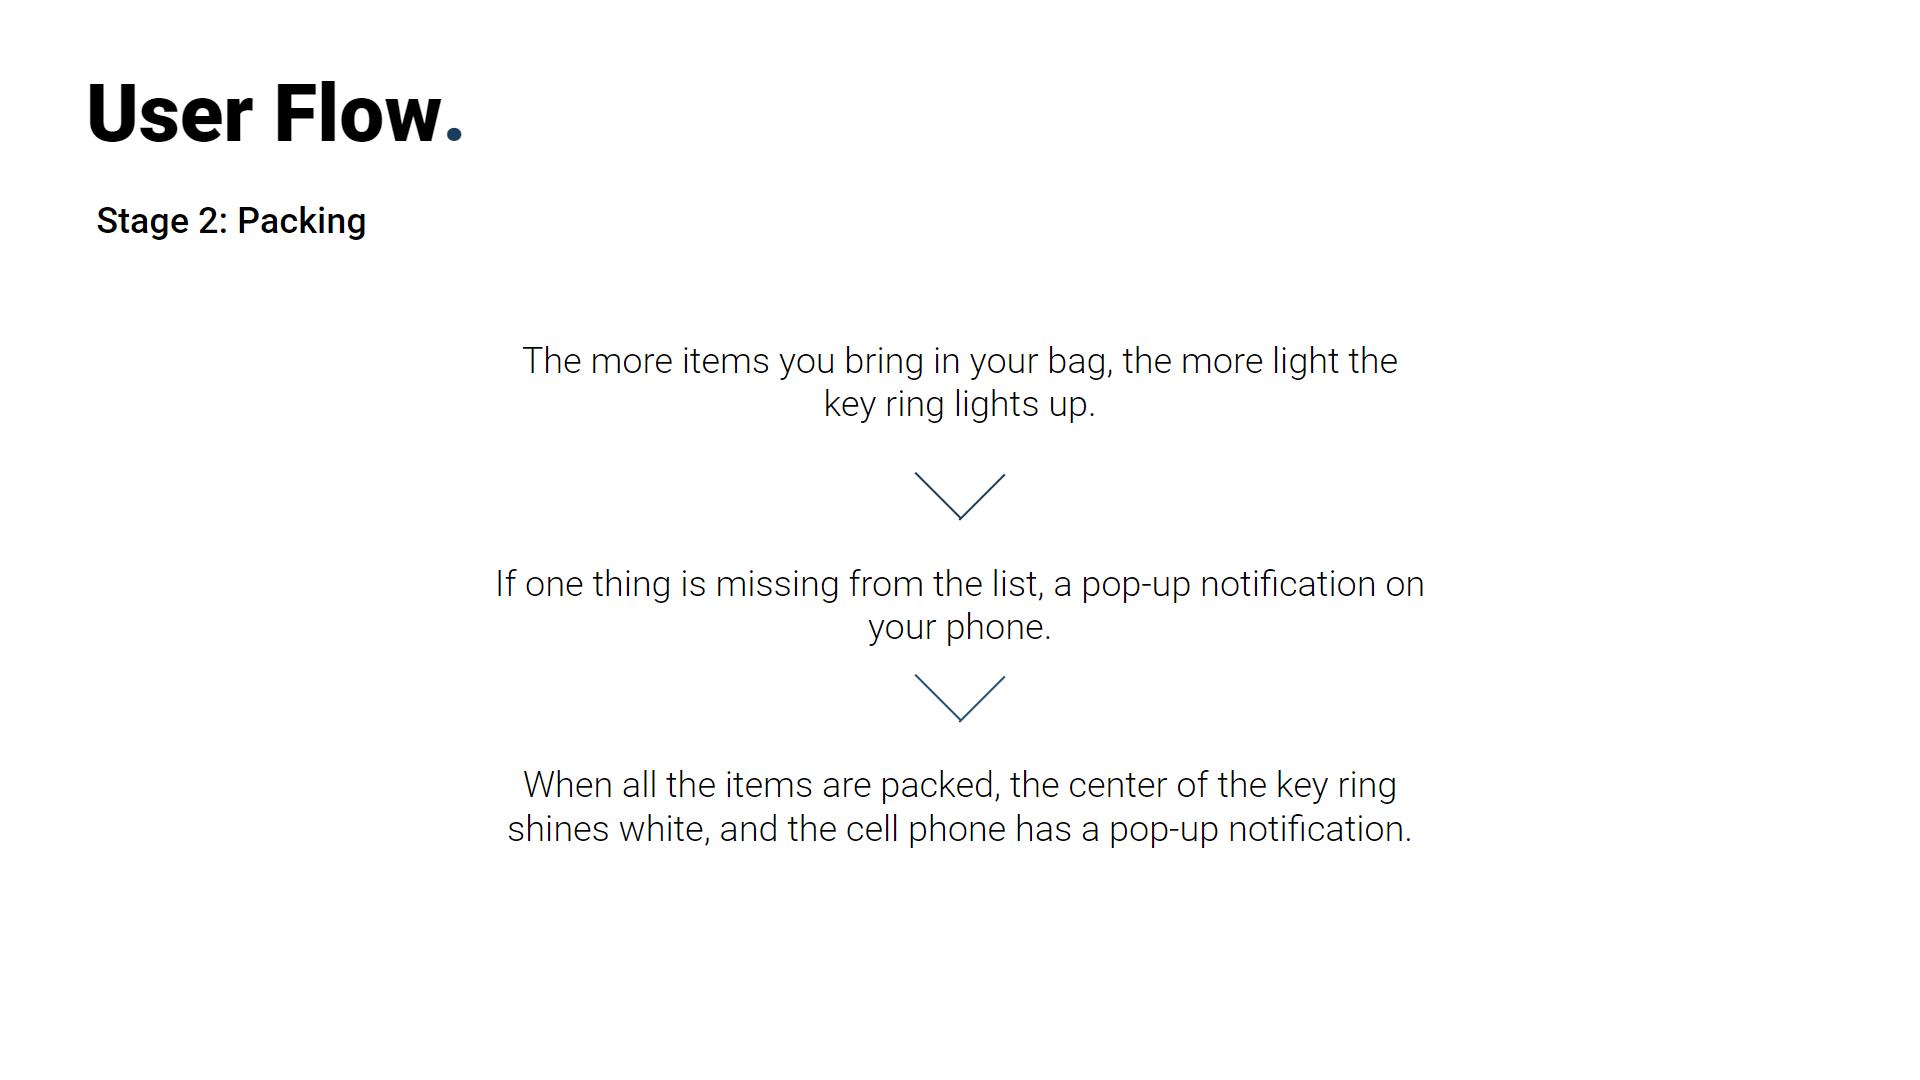 User Flow.
Stage 2: Packing
The more items you bring in your bag, the more light the
key ring lights up.
If one thing is missing from the list, a pop-up notification on
your phone.
When all the items are packed, the center of the key ring
shines white, and the cell phone has a pop-up notification.